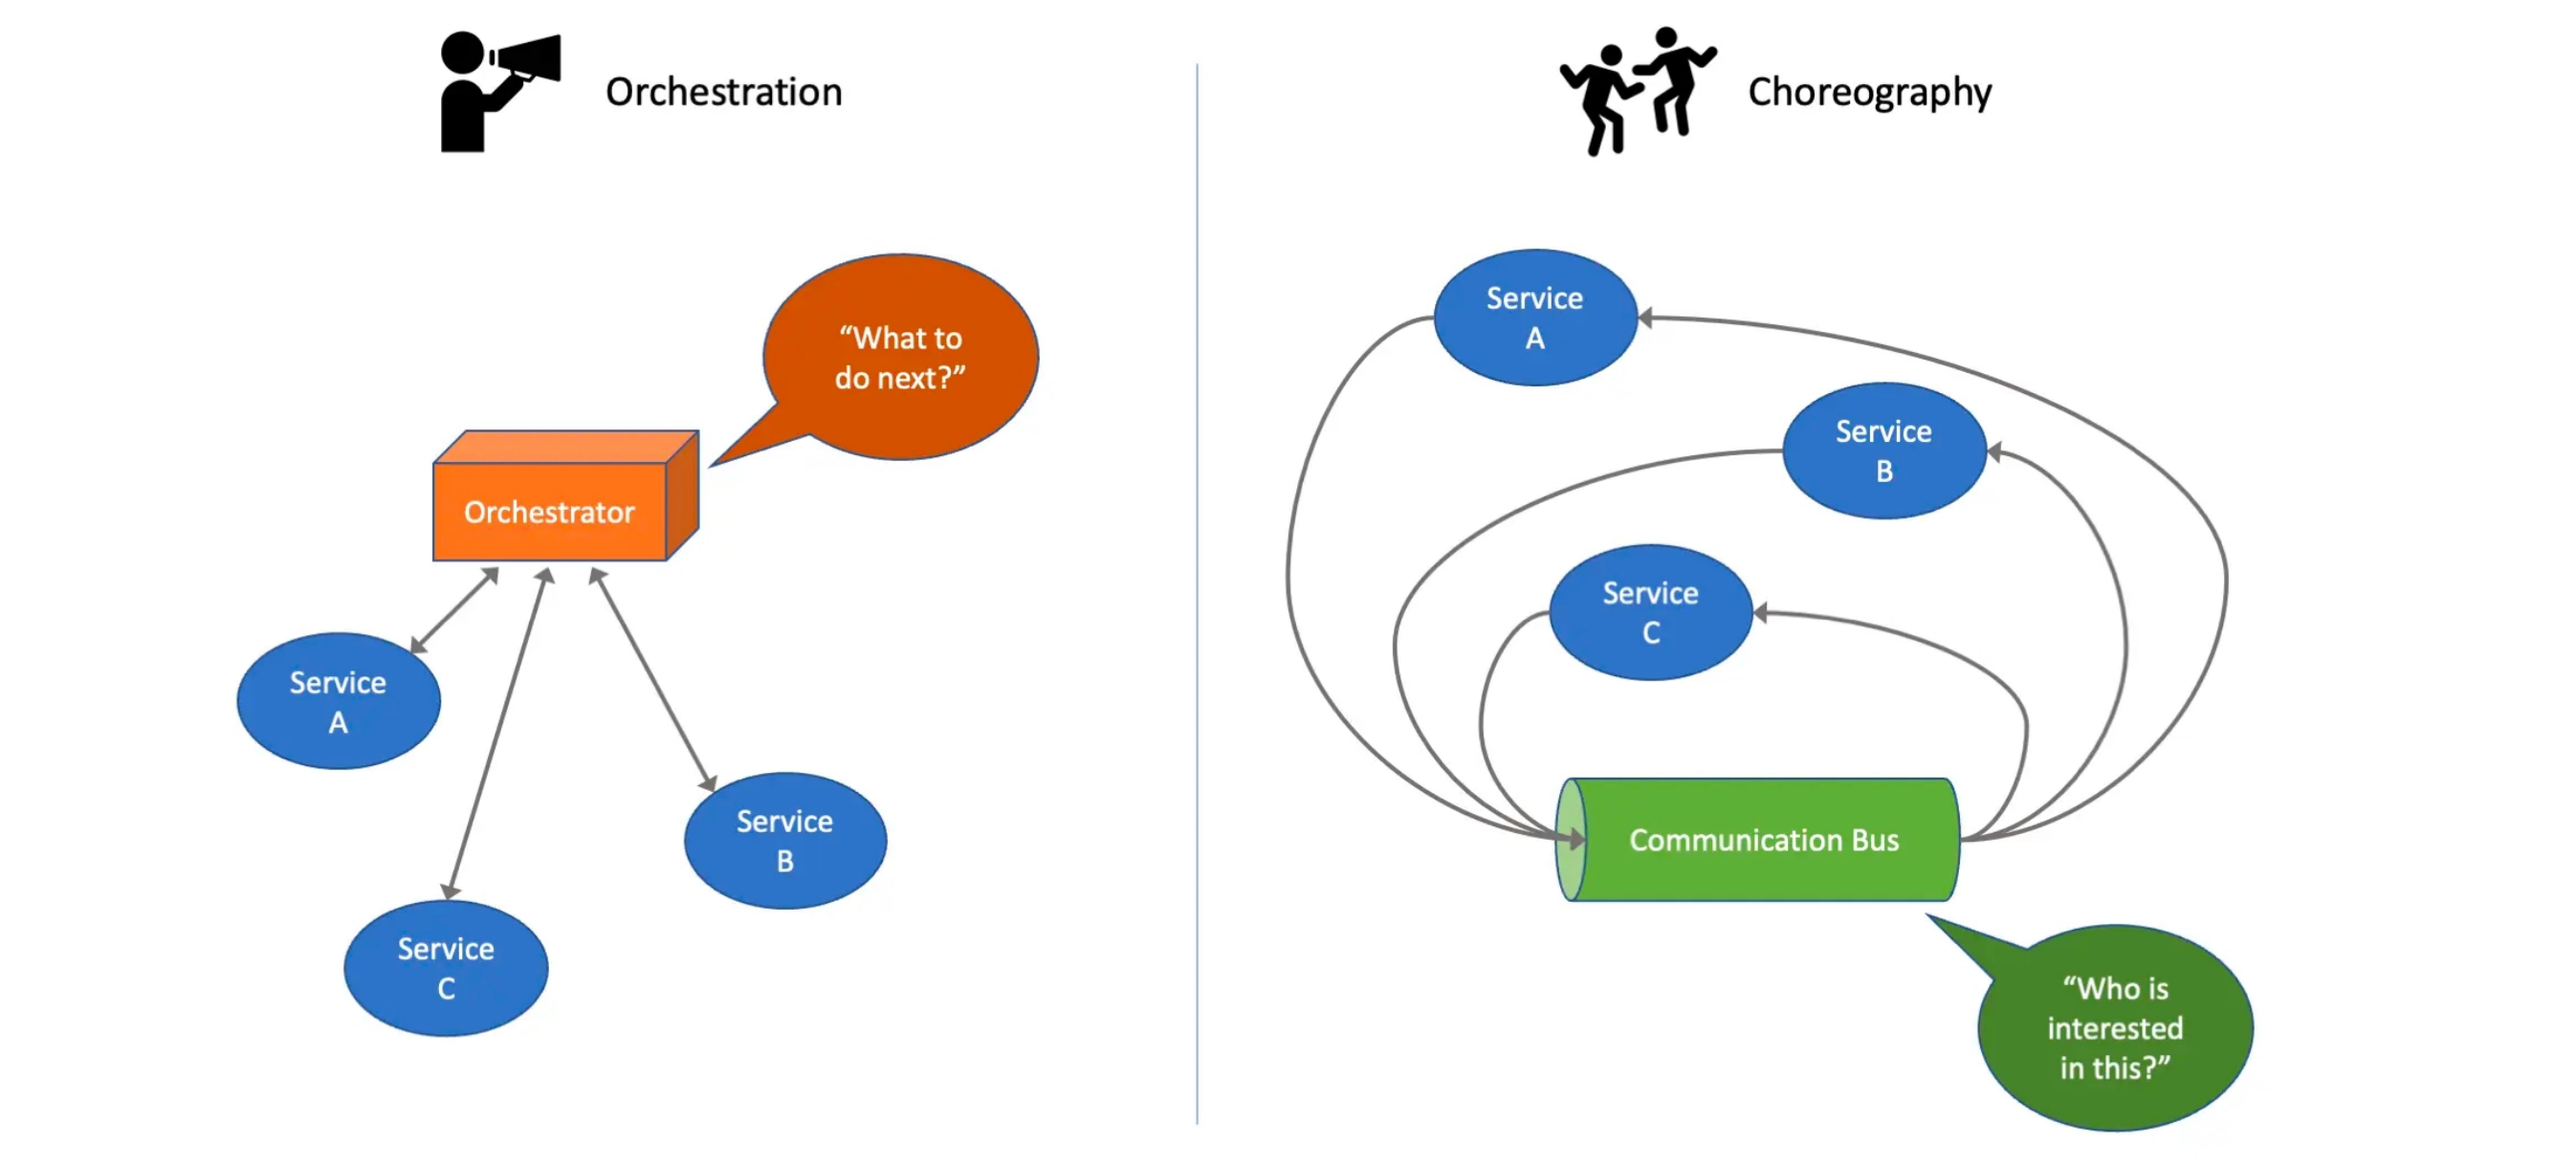 Orchestration
“What to
do next?”
Orchestrator
Service
A
Service
B
Service
C
Choreography
Service
A
Service
B
Service
C
Communication Bus
“Who is
interested
in this?”